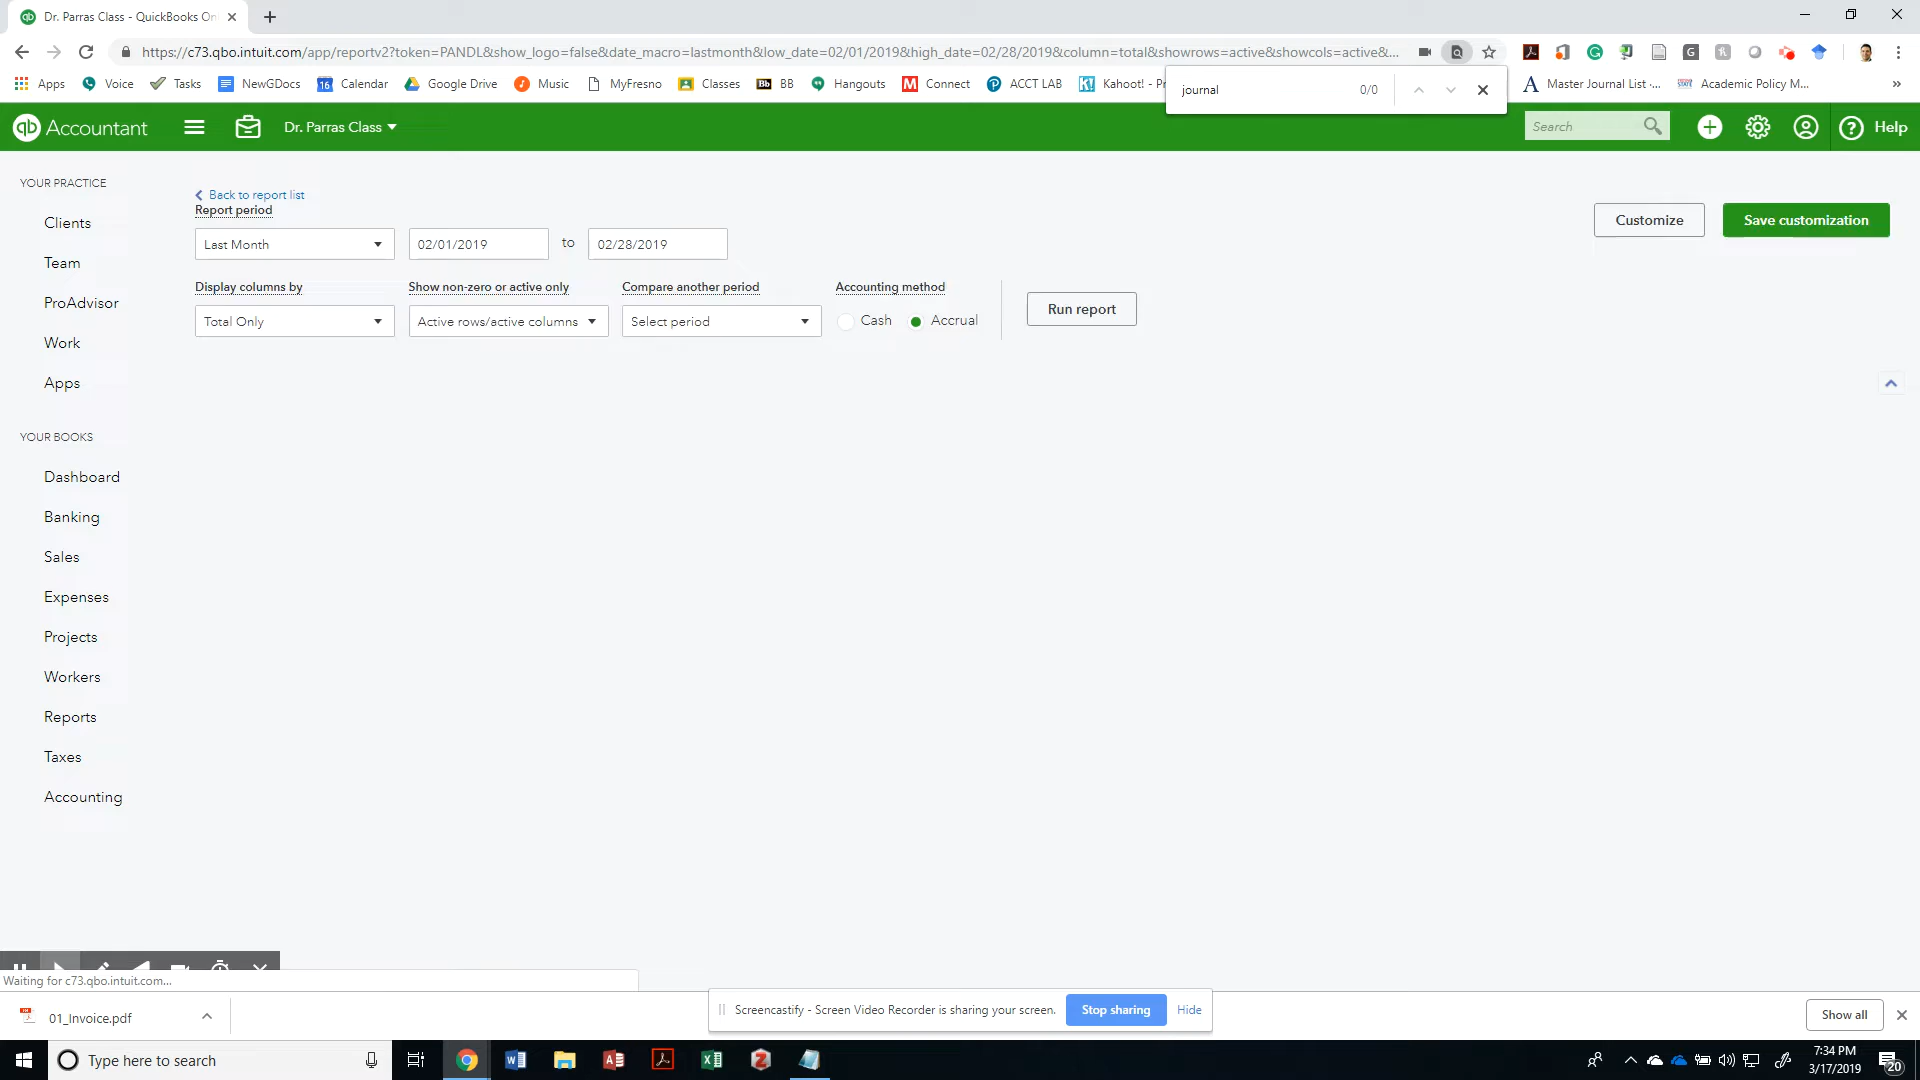 Dr. Parras Class - QuickBooks On
https://c73.qbo.intuit.com/app/reportv2?token=PANDL&show_logo=false&date_macro=lastmonth&low_date=02/01/2019&high_date=02/28/2019&column=total&showrows=active&showcols=active&...
Apps Voice Tasks NewGDocs Calendar Google Drive Music MyFresno Classes BB Hangouts Connect ACCT LAB Kahoot! - Pr Master Journal List -... Academic Policy M... »
journal 0/0
qb Accountant Dr. Parras Class Search Help
YOUR PRACTICE
Clients
Team
ProAdvisor
Work
Apps
YOUR BOOKS
Dashboard
Banking
Sales
Expenses
Projects
Workers
Reports
Taxes
Accounting
Back to report list
Report period
Last Month 02/01/2019 to 02/28/2019
Customize Save customization
Display columns by Show non-zero or active only Compare another period Accounting method
Total Only Active rows/active columns Select period Cash Accrual Run report
Waiting for c73.qbo.intuit.com...
01_Invoice.pdf
Screencastify - Screen Video Recorder is sharing your screen. Stop sharing Hide
Show all
Type here to search
7:34 PM
3/17/2019
20